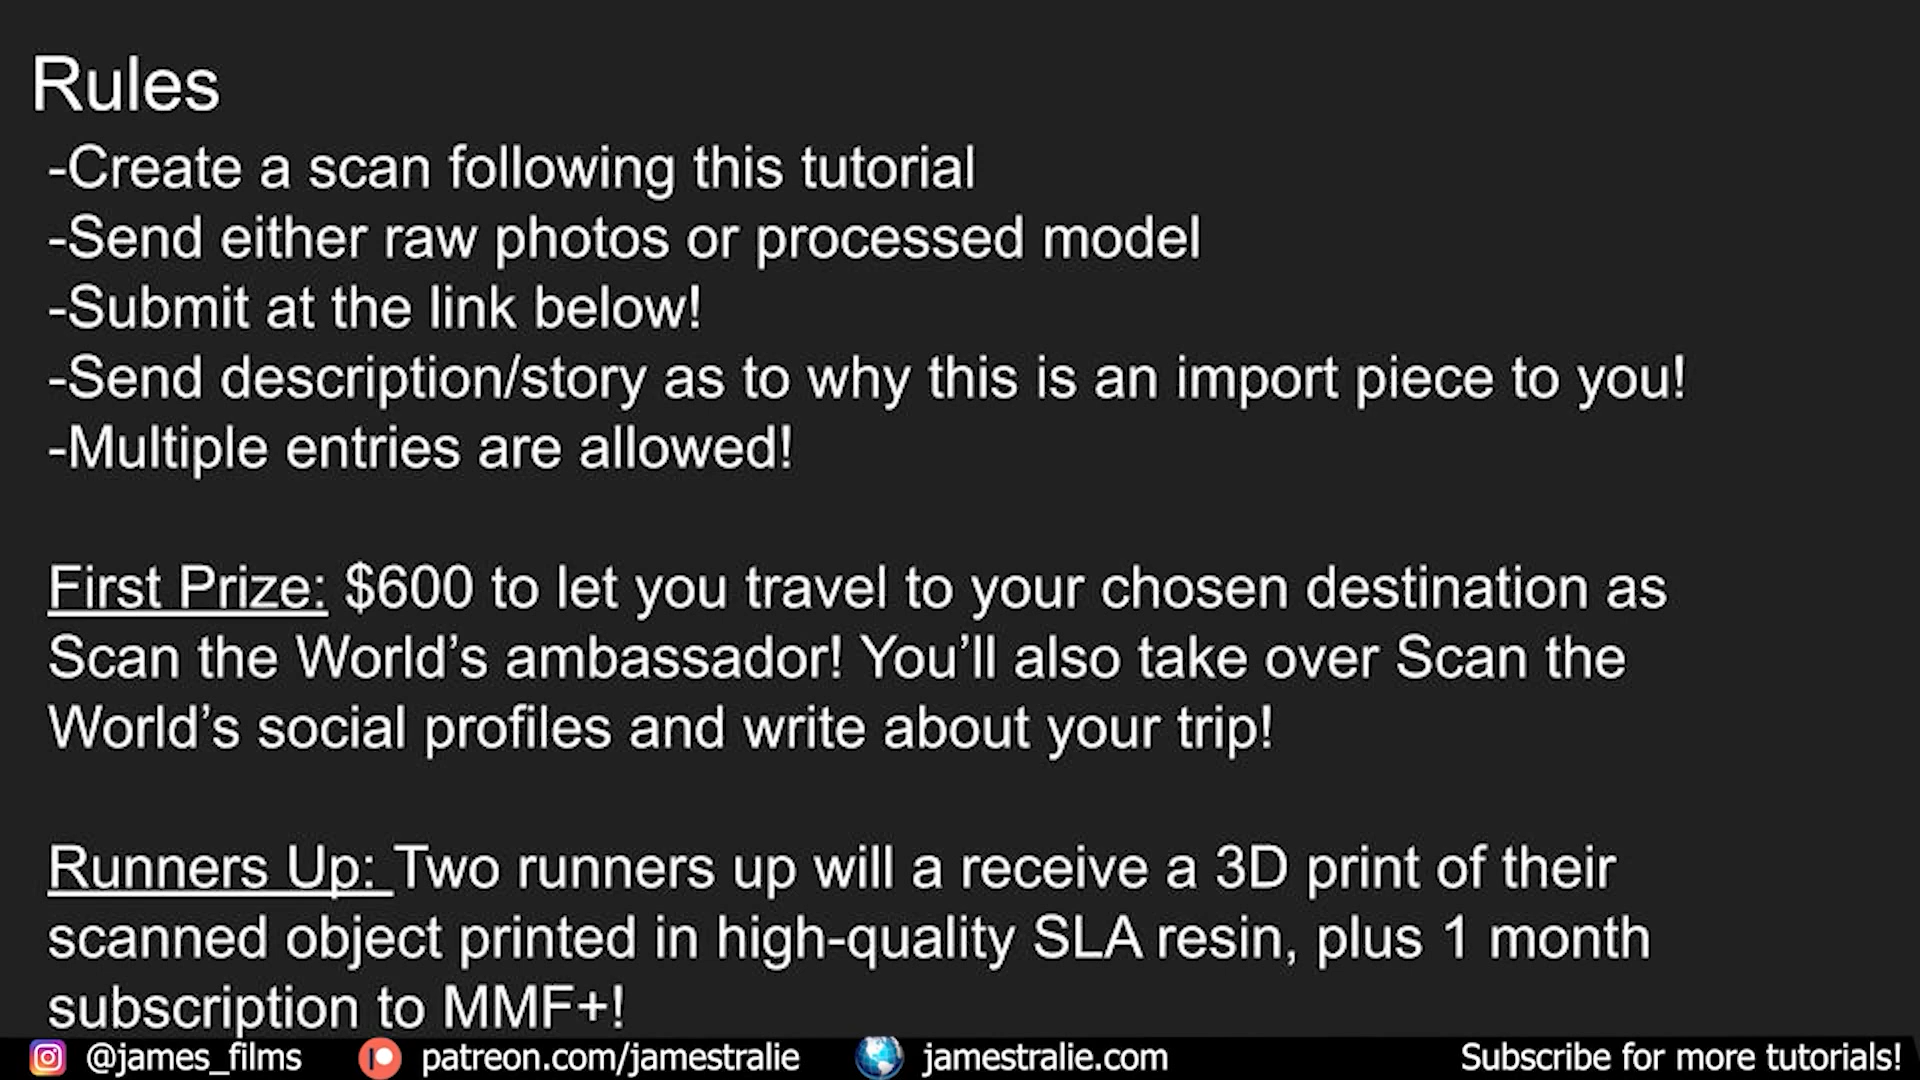 Rules
-Create a scan following this tutorial
-Send either raw photos or processed model
-Submit at the link below!
-Send description/story as to why this is an import piece to you!
-Multiple entries are allowed!
First Prize: $600 to let you travel to your chosen destination as
Scan the World’s ambassador! You’ll also take over Scan the
World’s social profiles and write about your trip!
Runners Up: Two runners up will a receive a 3D print of their
scanned object printed in high-quality SLA resin, plus 1 month
subscription to MMF+!
@james_films patreon.com/jamestralie jamestralie.com Subscribe for more tutorials!